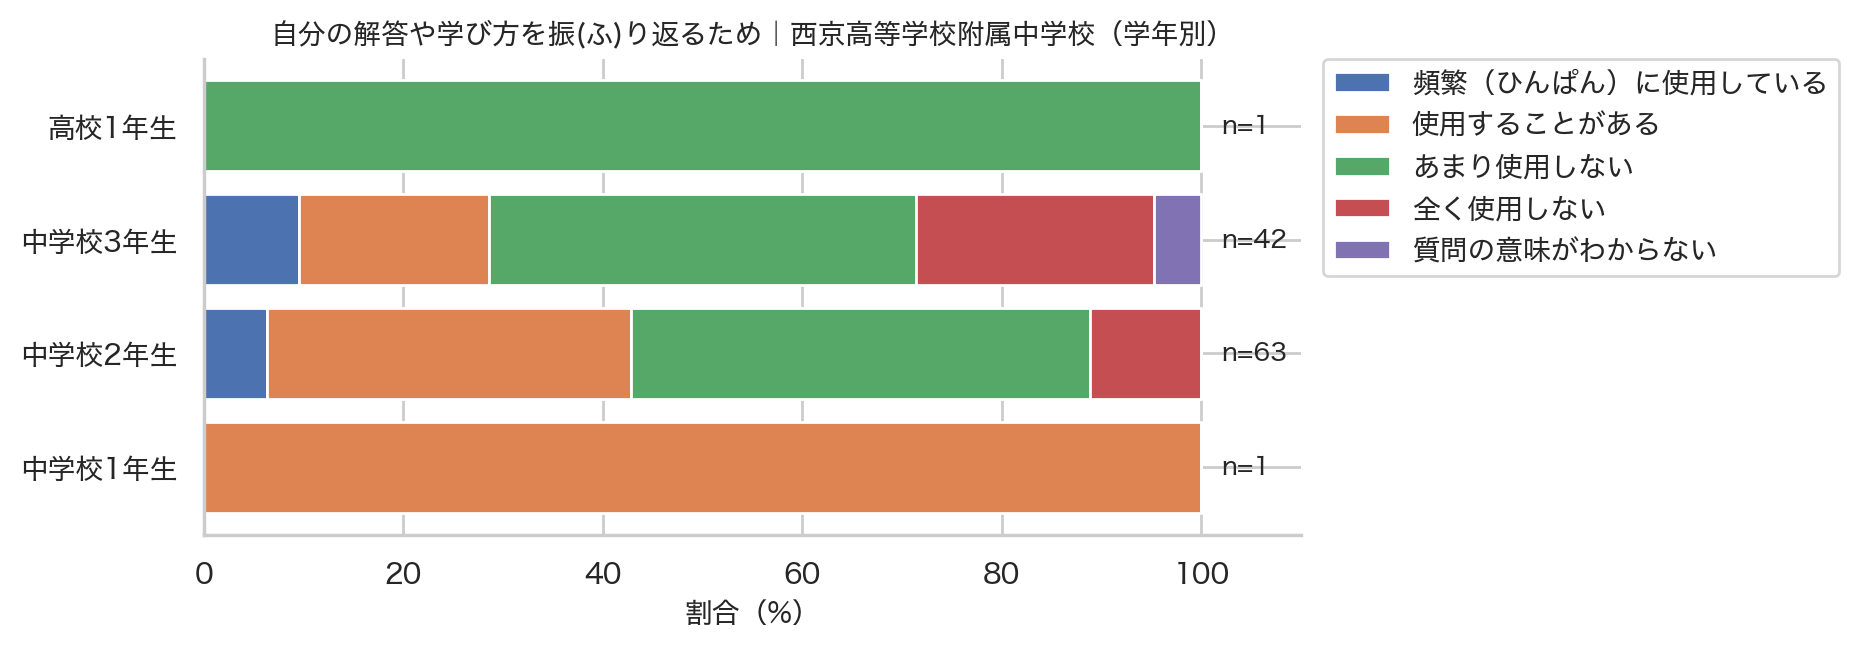 自分の解答や学び方を振(ふ)り返るため｜西京高等学校附属中学校（学年別）
高校1年生
n=1
中学校3年生
n=42
中学校2年生
n=63
中学校1年生
n=1
0 20 40 60 80 100
割合（%）
頻繁（ひんぱん）に使用している
使用することがある
あまり使用しない
全く使用しない
質問の意味がわからない